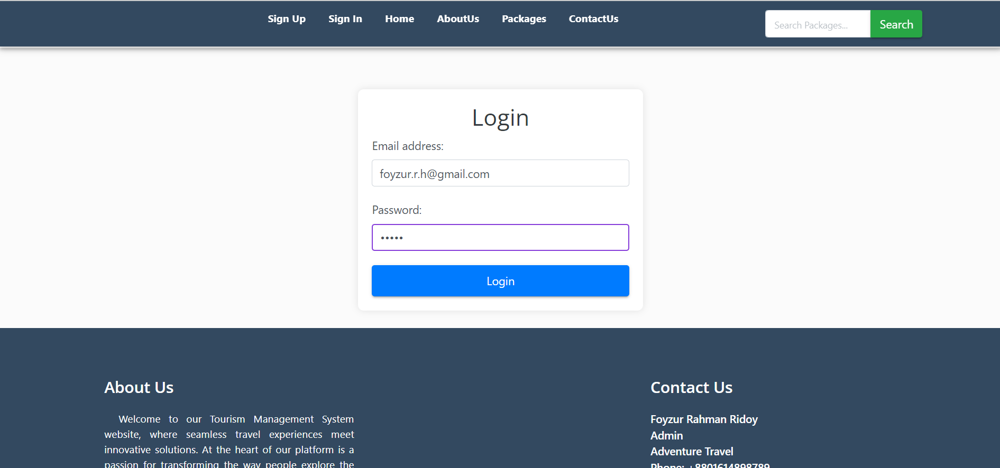 Sign Up Sign In Home AboutUs Packages ContactUs Search Packages... Search
Login
Email address:
foyzur.r.h@gmail.com
Password:
•••••
Login
About Us
Welcome to our Tourism Management System
website, where seamless travel experiences meet
innovative solutions. At the heart of our platform is a
passion for transforming the way people explore the
Contact Us
Foyzur Rahman Ridoy
Admin
Adventure Travel
Phone: +8801614898789